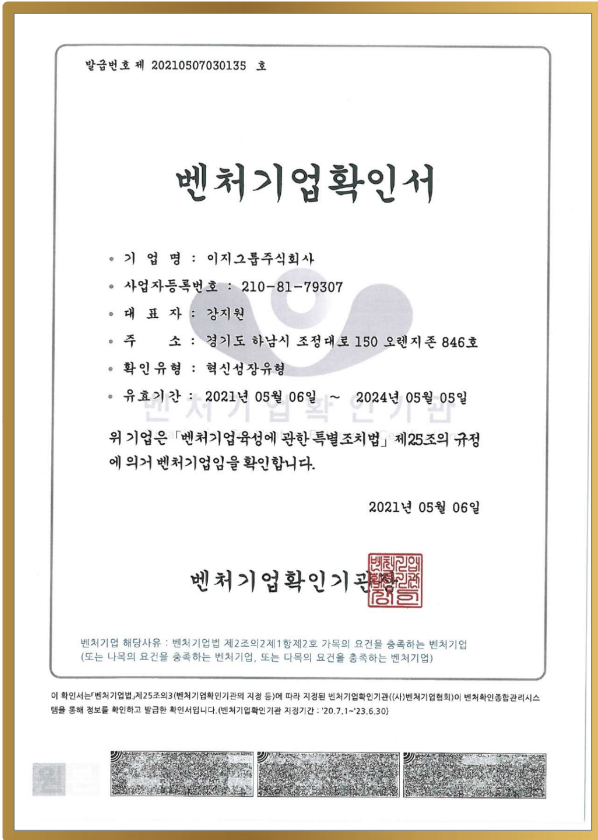 발급번호 제 20210507030135 호
벤처기업확인서
◦ 기 업 명 : 이지그룹주식회사
◦ 사업자등록번호 : 210-81-79307
◦ 대 표 자 : 강지원
◦ 주 소 : 경기도 하남시 조정대로 150 오렌지존 846호
◦ 확인유형 : 혁신성장유형
◦ 유효기간 : 2021년 05월 06일 ~ 2024년 05월 05일
벤처기업확인기관
위 기업은 「벤처기업육성에 관한 특별조치법」 제25조의 규정
에 의거 벤처기업임을 확인합니다.
2021년 05월 06일
벤처기업확인기관장
벤처기업 해당사유 : 벤처기업법 제2조의2제1항제2호 가목의 요건을 충족하는 벤처기업
(또는 나목의 요건을 충족하는 벤처기업, 또는 다목의 요건을 충족하는 벤처기업)
이 확인서는「벤처기업법」제25조의3(벤처기업확인기관의 지정 등)에 따라 지정된 벤처기업확인기관((사)벤처기업협회)이 벤처확인종합관리시스
템을 통해 정보를 확인하고 발급한 확인서입니다.(벤처기업확인기관 지정기간 : '20.7.1~'23.6.30)